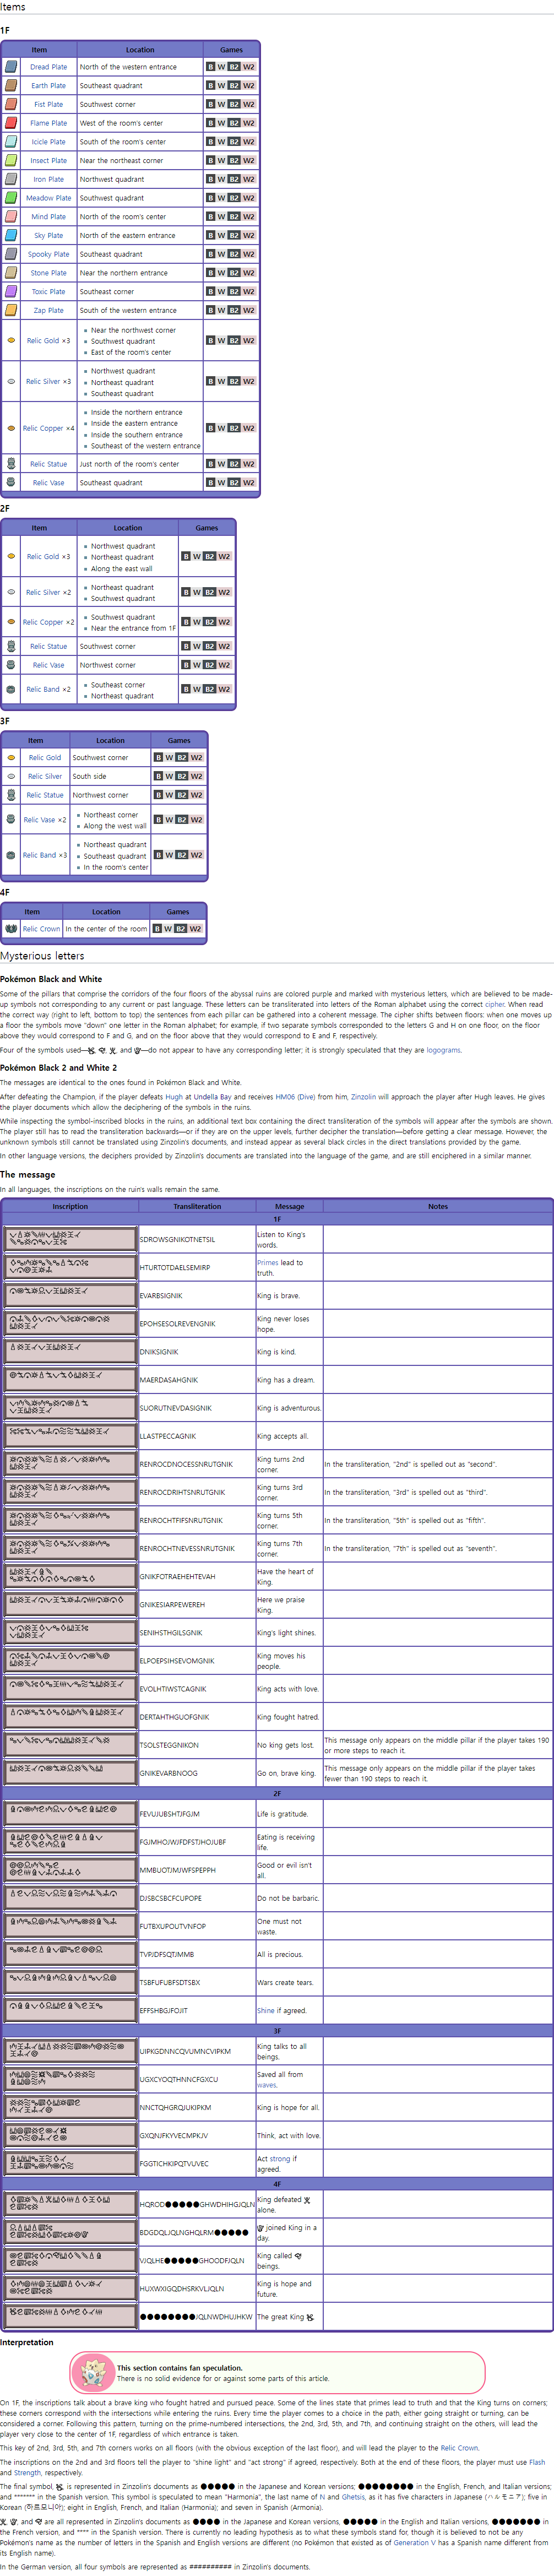 Items
1F
Item Location Games
Dread Plate North of the western entrance B W B2 W2
Earth Plate Southeast quadrant B W B2 W2
Fist Plate Southwest corner B W B2 W2
Flame Plate West of the room's center B W B2 W2
Icicle Plate South of the room's center B W B2 W2
Insect Plate Near the northeast corner B W B2 W2
Iron Plate Northwest quadrant B W B2 W2
Meadow Plate Southwest quadrant B W B2 W2
Mind Plate North of the room's center B W B2 W2
Sky Plate North of the eastern entrance B W B2 W2
Spooky Plate Southeast quadrant B W B2 W2
Stone Plate Near the northern entrance B W B2 W2
Toxic Plate Southeast corner B W B2 W2
Zap Plate South of the western entrance B W B2 W2
Near the northwest corner
Relic Gold ×3 Southwest quadrant B W B2 W2
East of the room's center
Northwest quadrant
Relic Silver ×3 Northeast quadrant B W B2 W2
Southeast quadrant
Inside the northern entrance
Inside the eastern entrance
Relic Copper ×4 B W B2 W2
Inside the southern entrance
Southeast of the western entrance
Relic Statue Just north of the room's center B W B2 W2
Relic Vase Southeast quadrant B W B2 W2
2F
Item Location Games
Northwest quadrant
Relic Gold ×3 Northeast quadrant B W B2 W2
Along the east wall
Northeast quadrant
Relic Silver ×2 B W B2 W2
Southwest quadrant
Southwest quadrant
Relic Copper ×2 B W B2 W2
Near the entrance from 1F
Relic Statue Southwest corner B W B2 W2
Relic Vase Northwest corner B W B2 W2
Southeast corner
Relic Band ×2 B W B2 W2
Northeast quadrant
3F
Item Location Games
Relic Gold Southwest corner B W B2 W2
Relic Silver South side B W B2 W2
Relic Statue Northwest corner B W B2 W2
Northeast corner
Relic Vase ×2 B W B2 W2
Along the west wall
Northeast quadrant
Relic Band ×3 Southeast quadrant B W B2 W2
In the room's center
4F
Item Location Games
Relic Crown In the center of the room B W B2 W2
Mysterious letters
Pokémon Black and White
Some of the pillars that comprise the corridors of the four floors of the abyssal ruins are colored purple and marked with mysterious letters, which are believed to be made-
up symbols not corresponding to any current or past language. These letters can be transliterated into letters of the Roman alphabet using the correct cipher. When read
the correct way (right to left, bottom to top) the sentences from each pillar can be gathered into a coherent message. The cipher shifts between floors: when one moves up
a floor the symbols move "down" one letter in the Roman alphabet; for example, if two separate symbols corresponded to the letters G and H on one floor, on the floor
above they would correspond to F and G, and on the floor above that they would correspond to E and F, respectively.
Four of the symbols used—, , , and —do not appear to have any corresponding letter; it is strongly speculated that they are logograms.
Pokémon Black 2 and White 2
The messages are identical to the ones found in Pokémon Black and White.
After defeating the Champion, if the player defeats Hugh at Undella Bay and receives HM06 (Dive) from him, Zinzolin will approach the player after Hugh leaves. He gives
the player documents which allow the deciphering of the symbols in the ruins.
While inspecting the symbol-inscribed blocks in the ruins, an additional text box containing the direct transliteration of the symbols will appear after the symbols are shown.
The player still has to read the transliteration backwards—or if they are on the upper levels, further decipher the translation—before getting a clear message. However, the
unknown symbols still cannot be translated using Zinzolin's documents, and instead appear as several black circles in the direct translations provided by the game.
In other language versions, the deciphers provided by Zinzolin's documents are translated into the language of the game, and are still enciphered in a similar manner.
The message
In all languages, the inscriptions on the ruin's walls remain the same.
Inscription Transliteration Message Notes
1F
SDROWSGNIKOTNETSIL Listen to King's
words.
HTURTOTDAELSEMIRP Primes lead to
truth.
EVARBSIGNIK King is brave.
EPOHSESOLREVENGNIK King never loses
hope.
DNIKSIGNIK King is kind.
MAERDASAHGNIK King has a dream.
SUORUTNEVDASIGNIK King is adventurous.
LLASTPECCAGNIK King accepts all.
RENROCDNOCESSNRUTGNIK King turns 2nd
corner. In the transliteration, "2nd" is spelled out as "second".
RENROCDRIHTSNRUTGNIK King turns 3rd
corner. In the transliteration, "3rd" is spelled out as "third".
RENROCHTFIFSNRUTGNIK King turns 5th
corner. In the transliteration, "5th" is spelled out as "fifth".
RENROCHTNEVESSNRUTGNIK King turns 7th
corner. In the transliteration, "7th" is spelled out as "seventh".
GNIKFOTRAEHEHTEVAH Have the heart of
King.
GNIKESIARPEWEREH Here we praise
King.
SENIHSTHGILSGNIK King's light shines.
ELPOEPSIHSEVOMGNIK King moves his
people.
EVOLHTIWSTCAGNIK King acts with love.
DERTAHTHGUOFGNIK King fought hatred.
TSOLSTEGGNIKON No king gets lost. This message only appears on the middle pillar if the player takes 190
or more steps to reach it.
GNIKEVARBNOOG Go on, brave king. This message only appears on the middle pillar if the player takes
fewer than 190 steps to reach it.
2F
FEVUJUBSHTJFGJM Life is gratitude.
FGJMHOJWJFDFSTJHOJUBF Eating is receiving
life.
MMBUOTJMJWFSPEPPH Good or evil isn't
all.
DJSBCSBCFCUPOPE Do not be barbaric.
FUTBXUPOUTVNFOP One must not
waste.
TVPJDFSQTJMMB All is precious.
TSBFUFUBFSDTSBX Wars create tears.
EFFSHBGJFOJIT Shine if agreed.
3F
UIPKGDNNCQVUMNCVIPKM King talks to all
beings.
UGXCYOQTHNNCFGXCU Saved all from
waves.
NNCTQHGRQJUKIPKM King is hope for all.
GXQNJFKYVECMPKJV Think, act with love.
FGGTICHKIPQTVUVEC Act strong if
agreed.
4F
HQROD●●●●●GHWDHIHGJQLN King defeated
alone.
BDGDQLJQLNGHQLRM●●●●● joined King in a
day.
VJQLHE●●●●●GHOODFJQLN King called
beings.
HUXWXIGQDHSRKVLJQLN King is hope and
future.
●●●●●●●●JQLNWDHUJHKW The great King .
Interpretation
This section contains fan speculation.
There is no solid evidence for or against some parts of this article.
On 1F, the inscriptions talk about a brave king who fought hatred and pursued peace. Some of the lines state that primes lead to truth and that the King turns on corners;
these corners correspond with the intersections while entering the ruins. Every time the player comes to a choice in the path, either going straight or turning, can be
considered a corner. Following this pattern, turning on the prime-numbered intersections, the 2nd, 3rd, 5th, and 7th, and continuing straight on the others, will lead the
player very close to the center of 1F, regardless of which entrance is taken.
This key of 2nd, 3rd, 5th, and 7th corners works on all floors (with the obvious exception of the last floor), and will lead the player to the Relic Crown.
The inscriptions on the 2nd and 3rd floors tell the player to "shine light" and "act strong" if agreed, respectively. Both at the end of these floors, the player must use Flash
and Strength, respectively.
The final symbol, , is represented in Zinzolin's documents as ●●●●● in the Japanese and Korean versions; ●●●●●●●● in the English, French, and Italian versions;
and ******* in the Spanish version. This symbol is speculated to mean "Harmonia", the last name of N and Ghetsis, as it has five characters in Japanese (ハルモニア); five in
Korean (하르모니아); eight in English, French, and Italian (Harmonia); and seven in Spanish (Armonia).
, , and are all represented in Zinzolin's documents as ●●●● in the Japanese and Korean versions, ●●●●● in the English and Italian versions, ●●●●●●● in
the French version, and **** in the Spanish version. There is currently no leading hypothesis as to what these symbols stand for, though it is believed to not be any
Pokémon's name as the number of letters in the Spanish and English versions are different (no Pokémon that existed as of Generation V has a Spanish name different from
its English name).
In the German version, all four symbols are represented as ########## in Zinzolin's documents.